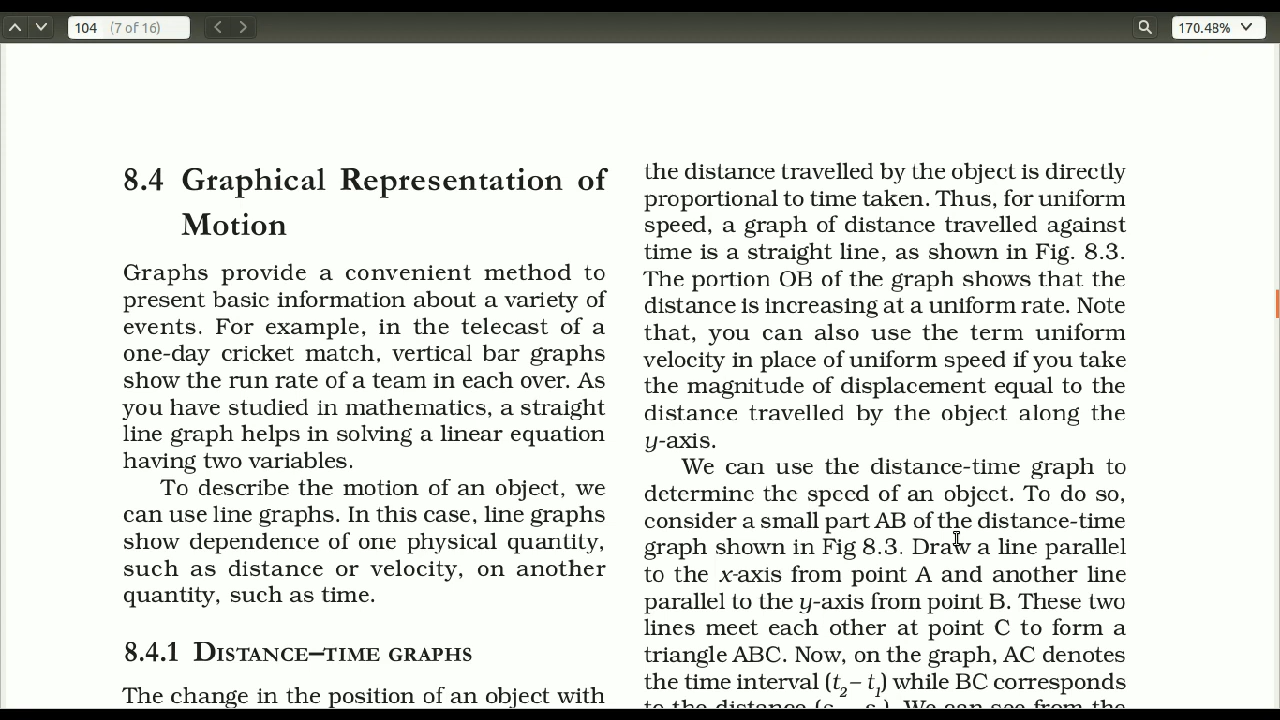 104 (7 of 16)
170.48%
8.4 Graphical Representation of
Motion
Graphs provide a convenient method to
present basic information about a variety of
events. For example, in the telecast of a
one-day cricket match, vertical bar graphs
show the run rate of a team in each over. As
you have studied in mathematics, a straight
line graph helps in solving a linear equation
having two variables.
To describe the motion of an object, we
can use line graphs. In this case, line graphs
show dependence of one physical quantity,
such as distance or velocity, on another
quantity, such as time.
8.4.1 DISTANCE–TIME GRAPHS
The change in the position of an object with
the distance travelled by the object is directly
proportional to time taken. Thus, for uniform
speed, a graph of distance travelled against
time is a straight line, as shown in Fig. 8.3.
The portion OB of the graph shows that the
distance is increasing at a uniform rate. Note
that, you can also use the term uniform
velocity in place of uniform speed if you take
the magnitude of displacement equal to the
distance travelled by the object along the
y-axis.
We can use the distance-time graph to
determine the speed of an object. To do so,
consider a small part AB of the distance-time
graph shown in Fig 8.3. Draw a line parallel
to the x-axis from point A and another line
parallel to the y-axis from point B. These two
lines meet each other at point C to form a
triangle ABC. Now, on the graph, AC denotes
the time interval (t₂ – t₁) while BC corresponds
to the distance We can see from the